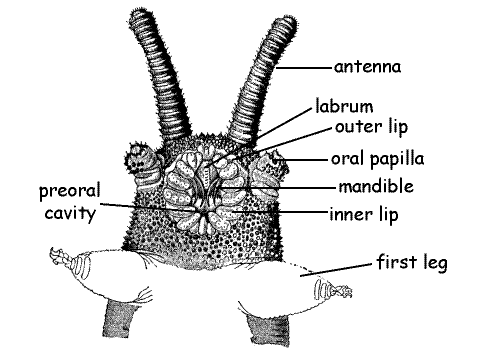 antenna
labrum
outer lip
oral papilla
mandible
preoral
cavity
inner lip
first leg